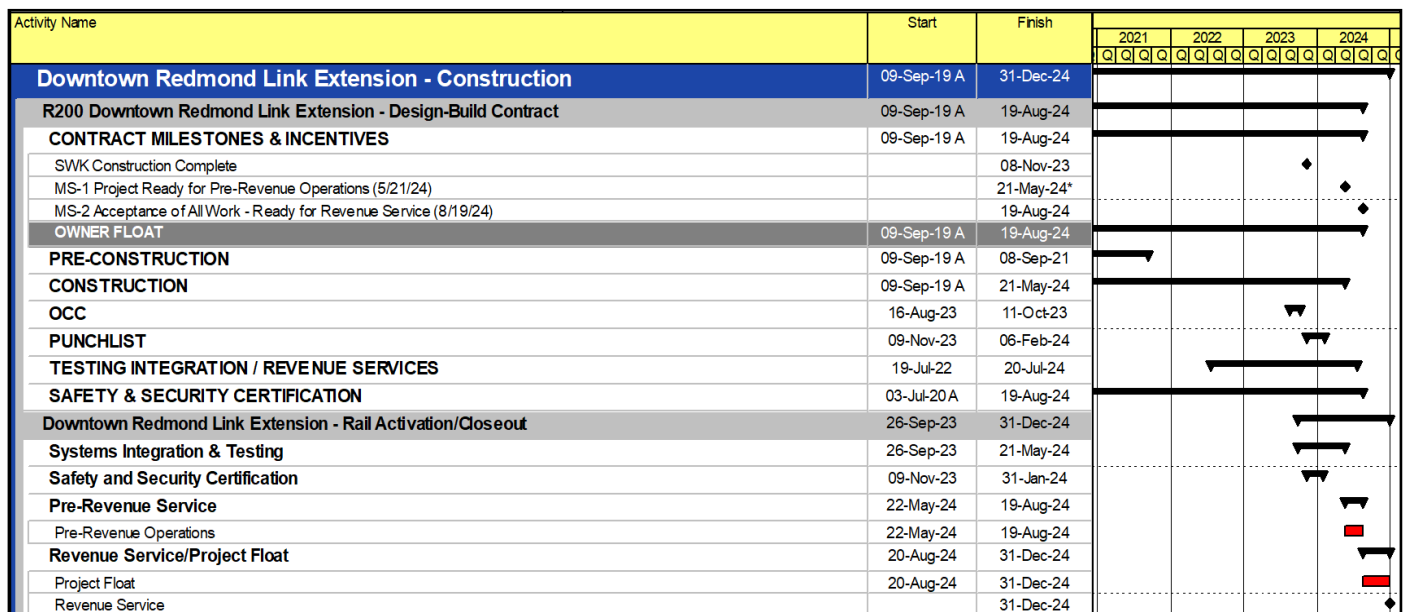 Activity Name Start Finish
2021 2022 2023 2024
Q Q Q Q Q Q Q Q Q Q Q Q Q Q Q Q
Downtown Redmond Link Extension - Construction 09-Sep-19 A 31-Dec-24
R200 Downtown Redmond Link Extension - Design-Build Contract 09-Sep-19 A 19-Aug-24
CONTRACT MILESTONES & INCENTIVES 09-Sep-19 A 19-Aug-24
SWK Construction Complete 08-Nov-23
MS-1 Project Ready for Pre-Revenue Operations (5/21/24) 21-May-24*
MS-2 Acceptance of All Work - Ready for Revenue Service (8/19/24) 19-Aug-24
OWNER FLOAT 09-Sep-19 A 19-Aug-24
PRE-CONSTRUCTION 09-Sep-19 A 08-Sep-21
CONSTRUCTION 09-Sep-19 A 21-May-24
OCC 16-Aug-23 11-Oct-23
PUNCHLIST 09-Nov-23 06-Feb-24
TESTING INTEGRATION / REVENUE SERVICES 19-Jul-22 20-Jul-24
SAFETY & SECURITY CERTIFICATION 03-Jul-20 A 19-Aug-24
Downtown Redmond Link Extension - Rail Activation/Closeout 26-Sep-23 31-Dec-24
Systems Integration & Testing 26-Sep-23 21-May-24
Safety and Security Certification 09-Nov-23 31-Jan-24
Pre-Revenue Service 22-May-24 19-Aug-24
Pre-Revenue Operations 22-May-24 19-Aug-24
Revenue Service/Project Float 20-Aug-24 31-Dec-24
Project Float 20-Aug-24 31-Dec-24
Revenue Service 31-Dec-24